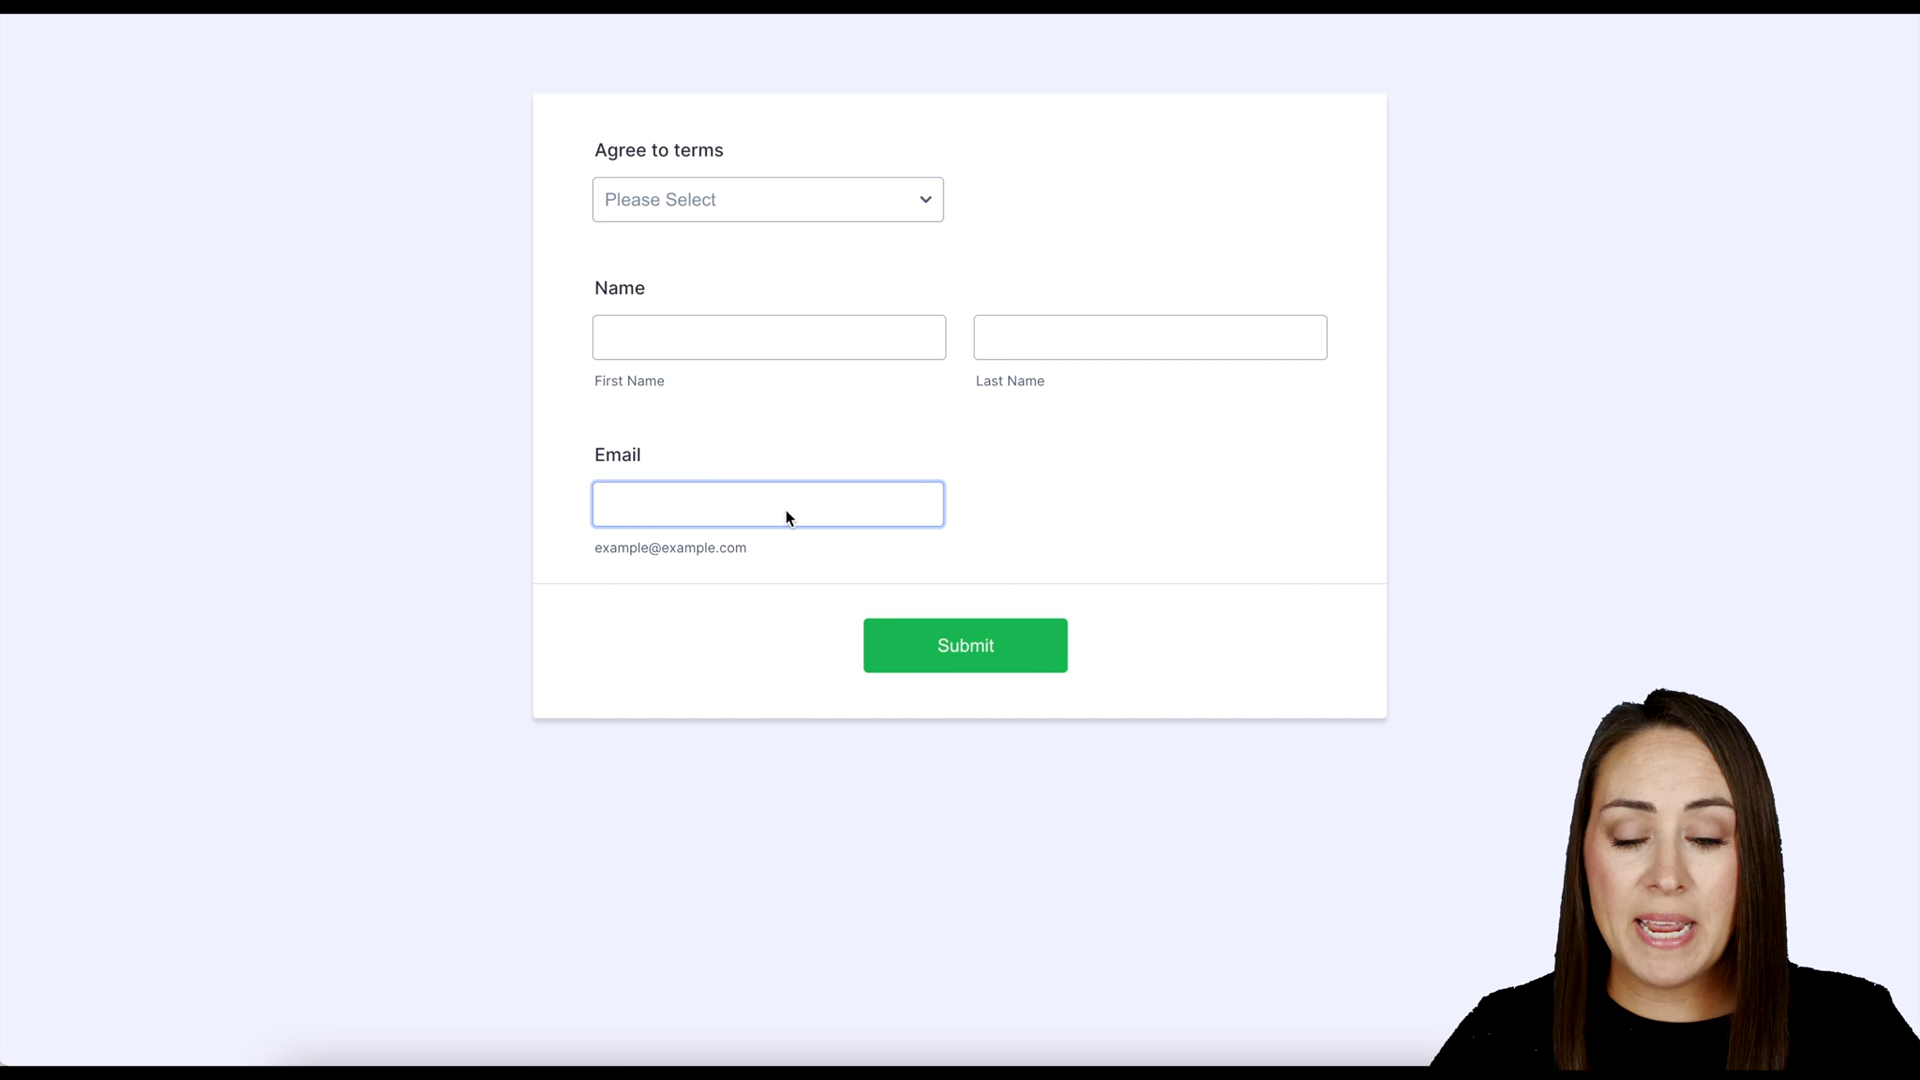 Agree to terms
Please Select
Name
First Name
Last Name
Email
example@example.com
Submit